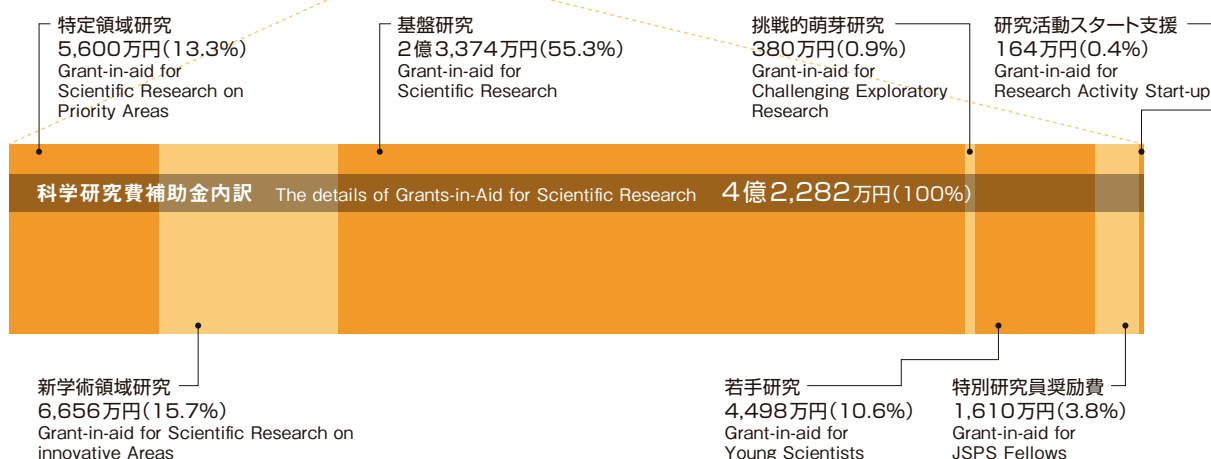 特定領域研究
5,600万円(13.3%)
Grant-in-aid for
Scientific Research on
Priority Areas
基盤研究
2億3,374万円(55.3%)
Grant-in-aid for
Scientific Research
挑戦的萌芽研究
380万円(0.9%)
Grant-in-aid for
Challenging Exploratory
Research
研究活動スタート支援
164万円(0.4%)
Grant-in-aid for
Research Activity Start-up
科学研究費補助金内訳 The details of Grants-in-Aid for Scientific Research 4億2,282万円(100%)
新学術領域研究
6,656万円(15.7%)
Grant-in-aid for Scientific Research on
innovative Areas
若手研究
4,498万円(10.6%)
Grant-in-aid for
Young Scientists
特別研究員奨励費
1,610万円(3.8%)
Grant-in-aid for
JSPS Fellows